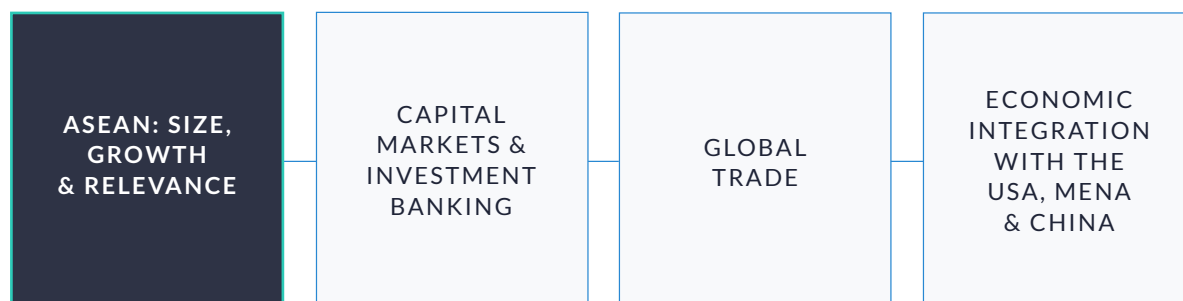 ASEAN: SIZE,
GROWTH
& RELEVANCE
CAPITAL
MARKETS &
INVESTMENT
BANKING
GLOBAL
TRADE
ECONOMIC
INTEGRATION
WITH THE
USA, MENA
& CHINA